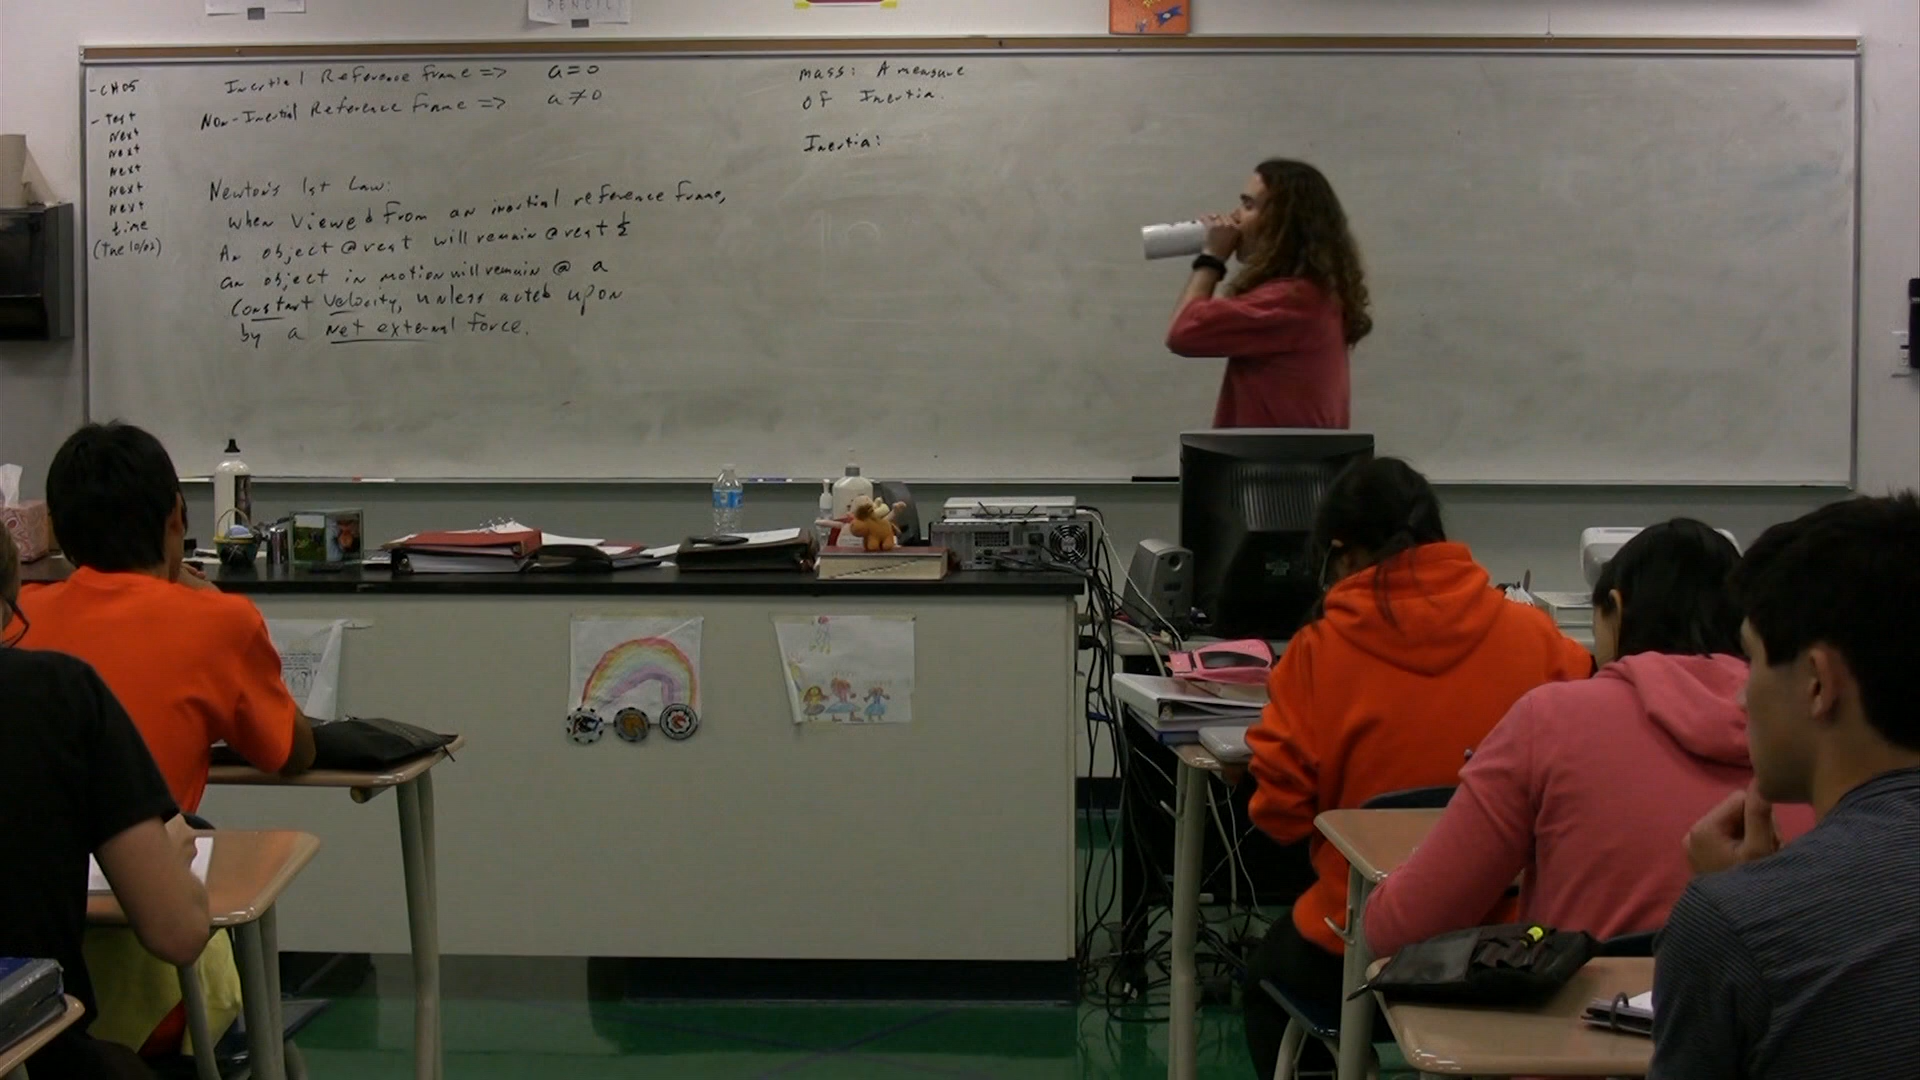 PENCIL
- CH05
- Test
Next
Next
Next
Next
Next
time
(Tue 10/02)
Inertial Reference Frame => a = 0
Non-Inertial Reference Frame => a ≠ 0
Newton's 1st Law:
When Viewed from an inertial reference frame,
An object @ rest will remain @ rest &
an object in motion will remain @ a
Constant Velocity, unless acted upon
by a net external force.
mass: A measure
of Inertia.
Inertia: